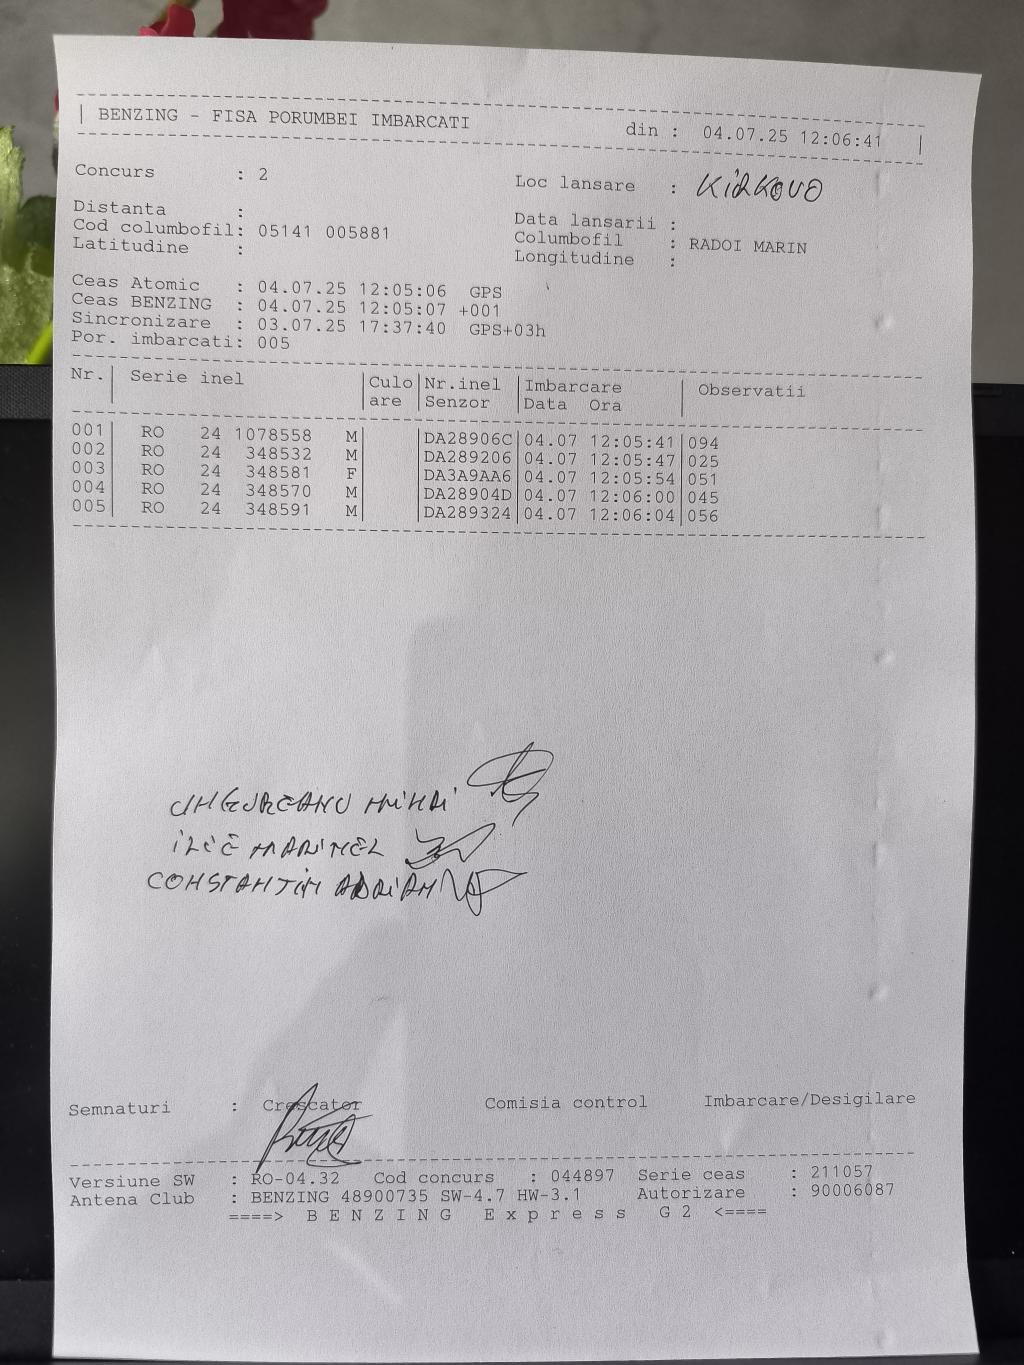 BENZING - FISA PORUMBEI IMBARCATI din : 04.07.25 12:06:41
Concurs : 2 Loc lansare : KIRKOVO
Distanta : Data lansarii :
Cod columbofil: 05141 005881 Columbofil : RADOI MARIN
Latitudine : Longitudine :
Ceas Atomic : 04.07.25 12:05:06 GPS
Ceas BENZING : 04.07.25 12:05:07 +001
Sincronizare : 03.07.25 17:37:40 GPS+03h
Por. imbarcati: 005
Nr.| Serie inel |Culo|Nr.inel |Imbarcare | Observatii
| |are |Senzor |Data Ora |
001| RO 24 1078558 M| |DA28906C|04.07 12:05:41|094
002| RO 24 348532 M| |DA289206|04.07 12:05:47|025
003| RO 24 348581 F| |DA3A9AA6|04.07 12:05:54|051
004| RO 24 348570 M| |DA28904D|04.07 12:06:00|045
005| RO 24 348591 M| |DA289324|04.07 12:06:04|056
UNGUREANU MIHAI
ILIE MARINEL
CONSTANTIN ADRIAN
Semnaturi : Crescator Comisia control Imbarcare/Desigilare
Versiune SW : RO-04.32 Cod concurs : 044897 Serie ceas : 211057
Antena Club : BENZING 48900735 SW-4.7 HW-3.1 Autorizare : 90006087
====> B E N Z I N G E x p r e s s G 2 <====